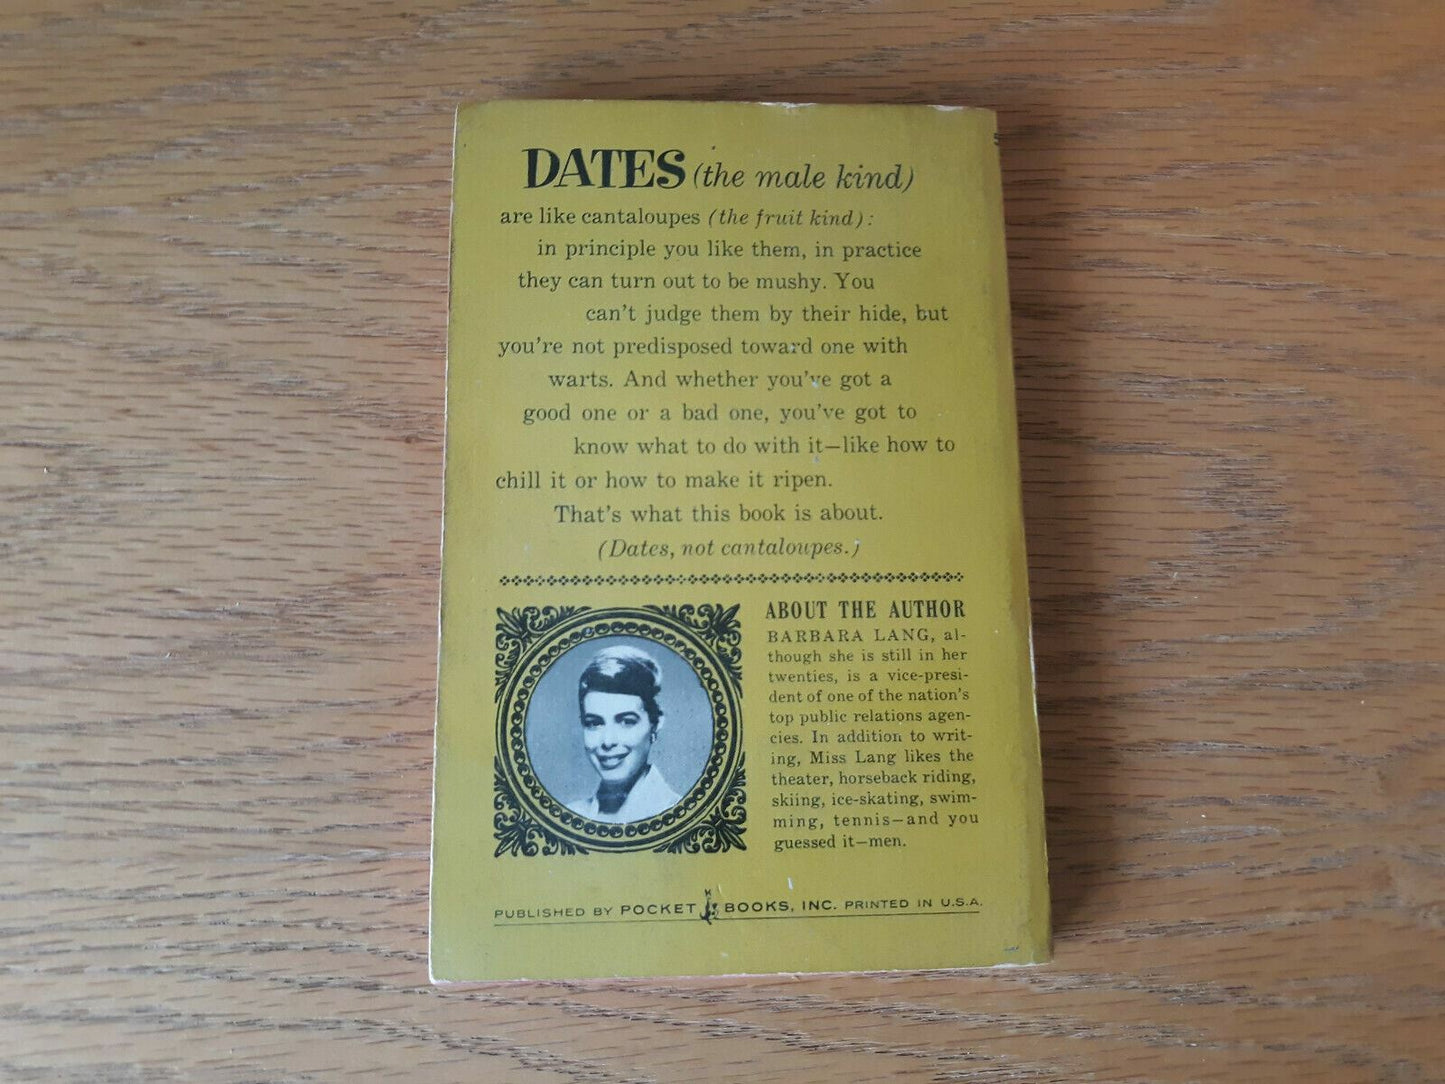 DATES (the male kind)
are like cantaloupes (the fruit kind):
in principle you like them, in practice
they can turn out to be mushy. You
can't judge them by their hide, but
you're not predisposed toward one with
warts. And whether you've got a
good one or a bad one, you've got to
know what to do with it—like how to
chill it or how to make it ripen.
That's what this book is about.
(Dates, not cantaloupes.)
ABOUT THE AUTHOR
BARBARA LANG, al-
though she is still in her
twenties, is a vice-presi-
dent of one of the nation's
top public relations agen-
cies. In addition to writ-
ing, Miss Lang likes the
theater, horseback riding,
skiing, ice-skating, swim-
ming, tennis—and you
guessed it—men.
PUBLISHED BY POCKET BOOKS, INC. PRINTED IN U.S.A.